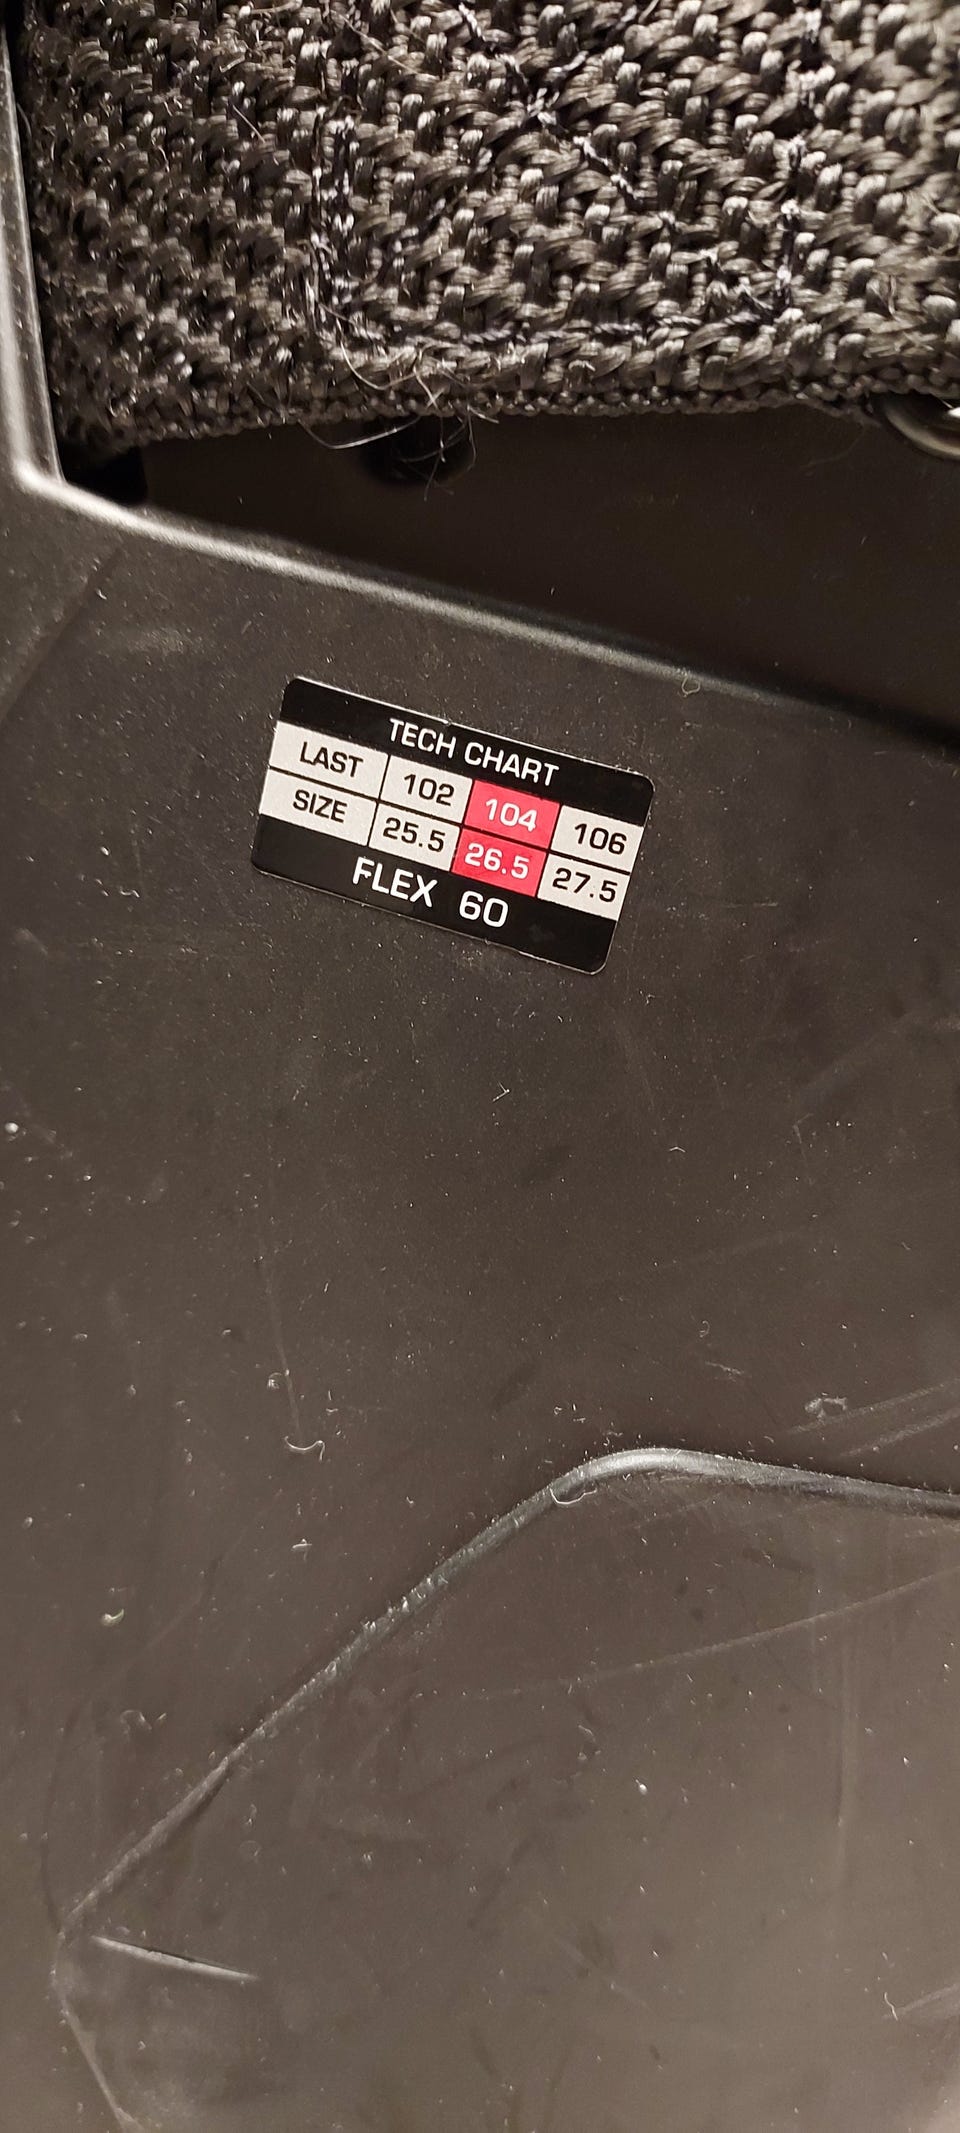 TECH CHART
LAST 102 104 106
SIZE 25.5 26.5 27.5
FLEX 60